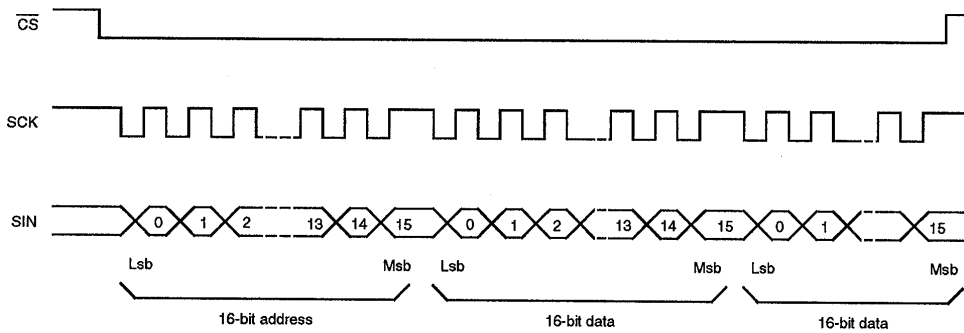 CS
SCK
SIN
0 1 2 13 14 15 0 1 2 13 14 15 0 1 15
Lsb Msb Lsb Msb Lsb Msb
16-bit address 16-bit data 16-bit data